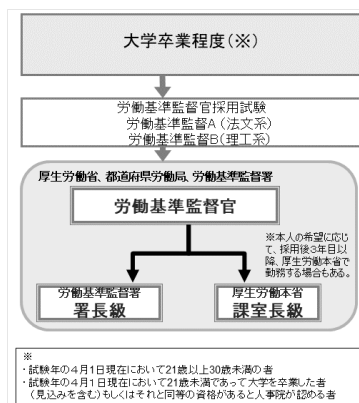 大学卒業程度(※)
労働基準監督官採用試験
労働基準監督A(法文系)
労働基準監督B(理工系)
厚生労働省、都道府県労働局、労働基準監督署
労働基準監督官
※本人の希望に応じ
て、採用後3年目以
降、厚生労働本省で
勤務する場合もある。
労働基準監督署
署長級
厚生労働本省
課室長級
※
・試験年の4月1日現在において21歳以上30歳未満の者
・試験年の4月1日現在において21歳未満であって大学を卒業した者
(見込みを含む)もしくはそれと同等の資格があると人事院が認める者